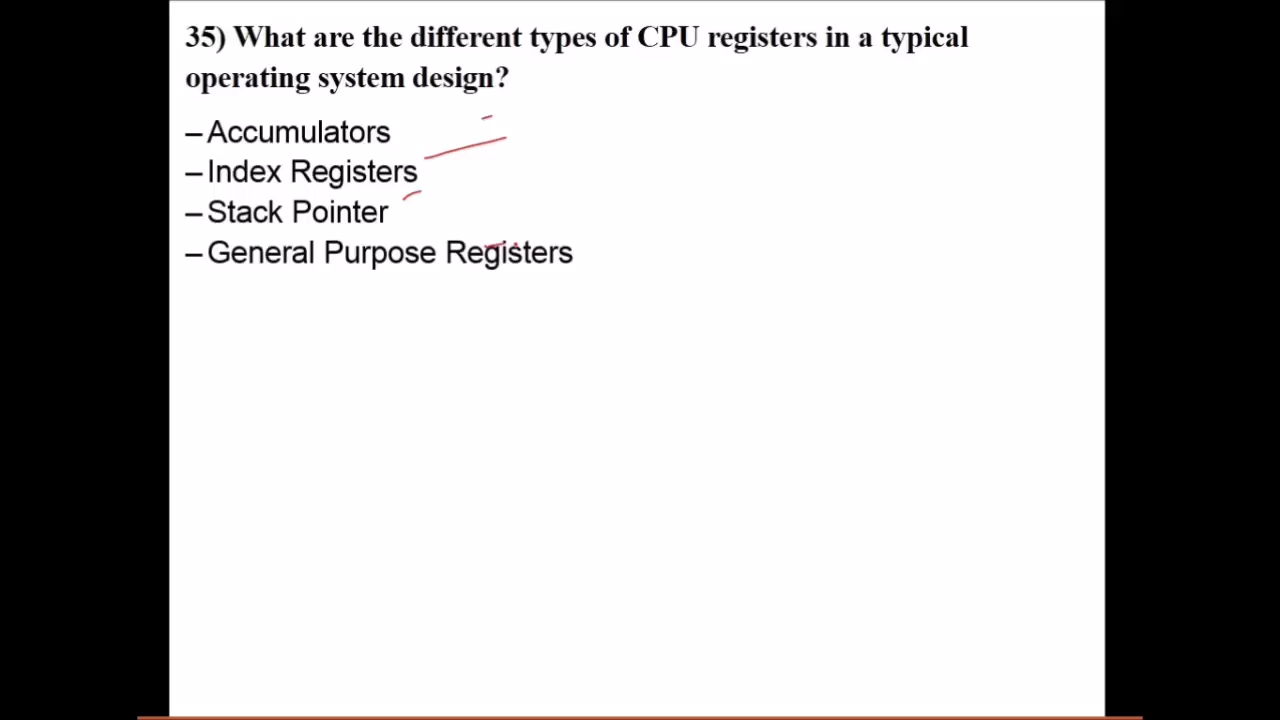 35) What are the different types of CPU registers in a typical
operating system design?
– Accumulators
– Index Registers
– Stack Pointer
– General Purpose Registers